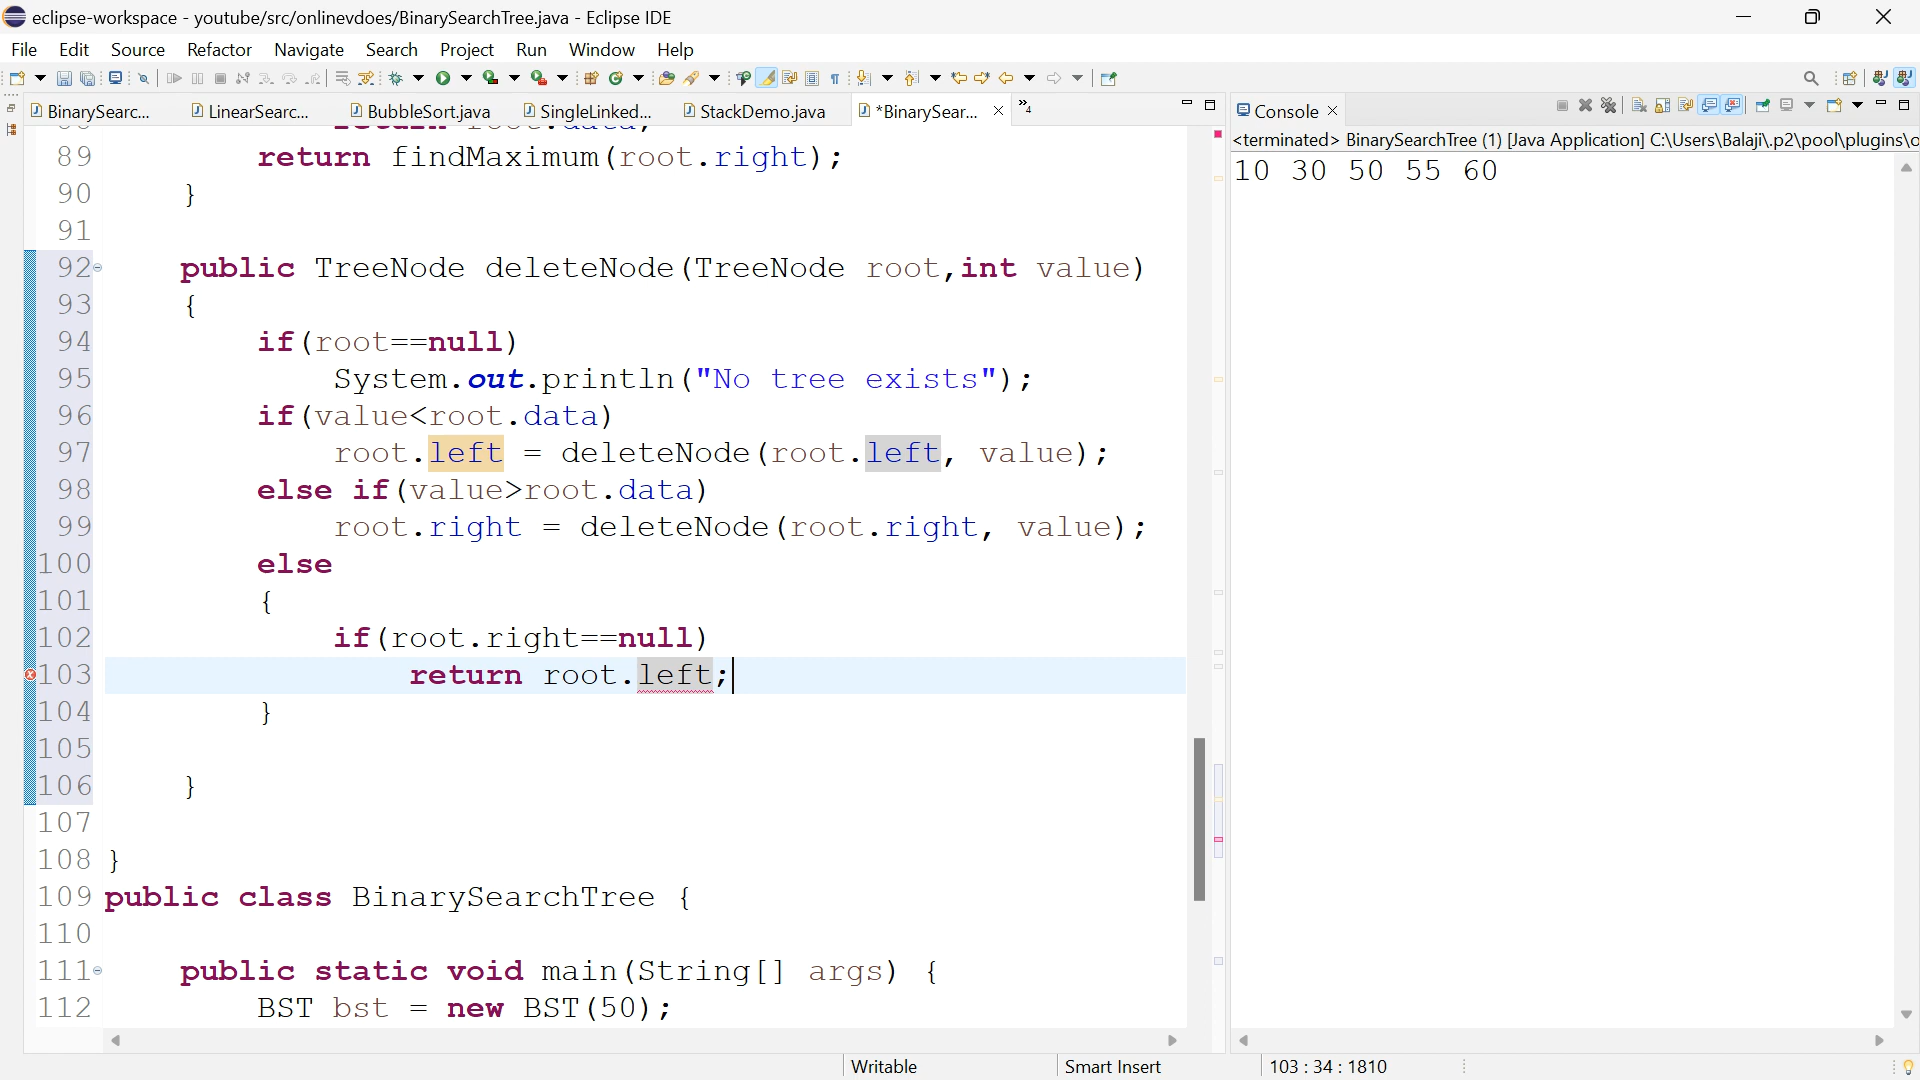 eclipse-workspace - youtube/src/onlinevdoes/BinarySearchTree.java - Eclipse IDE
File Edit Source Refactor Navigate Search Project Run Window Help
BinarySearc... LinearSearc... BubbleSort.java SingleLinked... StackDemo.java *BinarySear... »4
89 return findMaximum(root.right);
90 }
91
92 public TreeNode deleteNode(TreeNode root,int value)
93 {
94 if(root==null)
95 System.out.println("No tree exists");
96 if(value<root.data)
97 root.left = deleteNode(root.left, value);
98 else if(value>root.data)
99 root.right = deleteNode(root.right, value);
100 else
101 {
102 if(root.right==null)
103 return root.left;
104 }
105
106 }
107
108 }
109 public class BinarySearchTree {
110
111 public static void main(String[] args) {
112 BST bst = new BST(50);
Console
<terminated> BinarySearchTree (1) [Java Application] C:\Users\Balaji\.p2\pool\plugins\o
10 30 50 55 60
Writable Smart Insert 103 : 34 : 1810